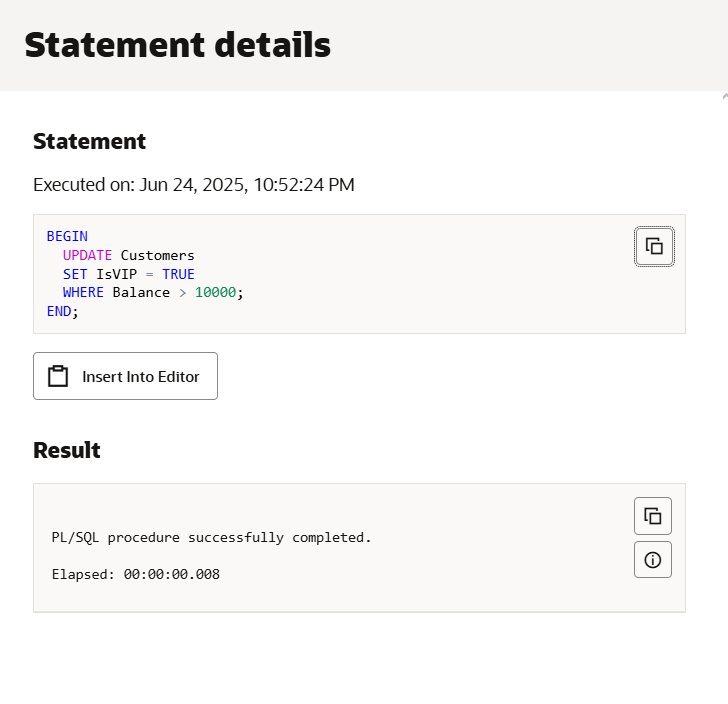 Statement details
Statement
Executed on: Jun 24, 2025, 10:52:24 PM
BEGIN
  UPDATE Customers
  SET IsVIP = TRUE
  WHERE Balance > 10000;
END;
Insert Into Editor
Result
PL/SQL procedure successfully completed.
Elapsed: 00:00:00.008